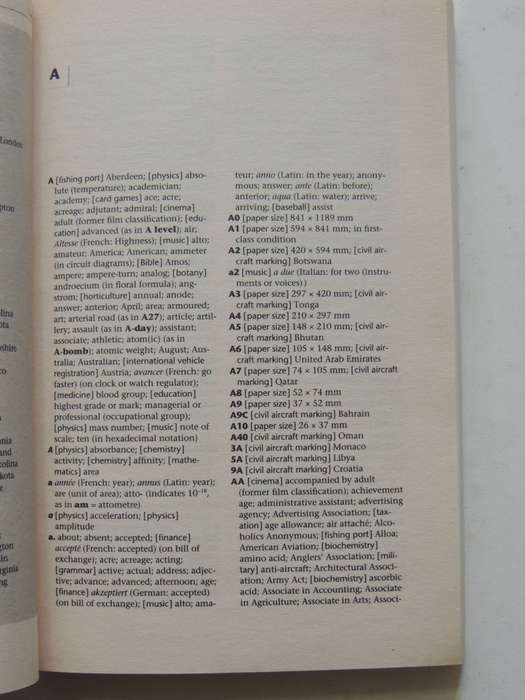 A
A [fishing port] Aberdeen; [physics] abso-
lute (temperature); academician;
academy; [card games] ace; acre;
acreage; adjutant; admiral; [cinema]
adult (former film classification); [edu-
cation] advanced (as in A level); air;
Altesse (French: Highness); [music] alto;
amateur; America; American; ammeter
(in circuit diagrams); [Bible] Amos;
ampere; ampere-turn; analog; [botany]
androecium (in floral formula); ang-
strom; [horticulture] annual; anode;
answer; anterior; April; area; armoured;
art; arterial road (as in A27); article; artil-
lery; assault (as in A-day); assistant;
associate; athletic; atom(ic) (as in
A-bomb); atomic weight; August; Aus-
tralia; Australian; [international vehicle
registration] Austria; avancer (French: go
faster) (on clock or watch regulator);
[medicine] blood group; [education]
highest grade or mark; managerial or
professional (occupational group);
[physics] mass number; [music] note of
scale; ten (in hexadecimal notation)
A [physics] absorbance; [chemistry]
activity; [chemistry] affinity; [mathe-
matics] area
a année (French: year); annus (Latin: year);
are (unit of area); atto- (indicates 10⁻¹⁸,
as in am = attometre)
a [physics] acceleration; [physics]
amplitude
a. about; absent; accepted; [finance]
accepté (French: accepted) (on bill of
exchange); acre; acreage; acting;
[grammar] active; actual; address; adjec-
tive; advance; advanced; afternoon; age;
[finance] akzeptiert (German: accepted)
(on bill of exchange); [music] alto; ama-
teur; anno (Latin: in the year); anony-
mous; answer; ante (Latin: before);
anterior; aqua (Latin: water); arrive;
arriving; [baseball] assist
A0 [paper size] 841 × 1189 mm
A1 [paper size] 594 × 841 mm; in first-
class condition
A2 [paper size] 420 × 594 mm; [civil air-
craft marking] Botswana
a2 [music] a due (Italian: for two (instru-
ments or voices))
A3 [paper size] 297 × 420 mm; [civil air-
craft marking] Tonga
A4 [paper size] 210 × 297 mm
A5 [paper size] 148 × 210 mm; [civil air-
craft marking] Bhutan
A6 [paper size] 105 × 148 mm; [civil air-
craft marking] United Arab Emirates
A7 [paper size] 74 × 105 mm; [civil aircraft
marking] Qatar
A8 [paper size] 52 × 74 mm
A9 [paper size] 37 × 52 mm
A9C [civil aircraft marking] Bahrain
A10 [paper size] 26 × 37 mm
A40 [civil aircraft marking] Oman
3A [civil aircraft marking] Monaco
5A [civil aircraft marking] Libya
9A [civil aircraft marking] Croatia
AA [cinema] accompanied by adult
(former film classification); achievement
age; administrative assistant; advertising
agency; Advertising Association; [tax-
ation] age allowance; air attaché; Alco-
holics Anonymous; [fishing port] Alloa;
American Aviation; [biochemistry]
amino acid; Anglers' Association; [mili-
tary] anti-aircraft; Architectural Associ-
ation; Army Act; [biochemistry] ascorbic
acid; Associate in Accounting; Associate
in Agriculture; Associate in Arts; Associ-